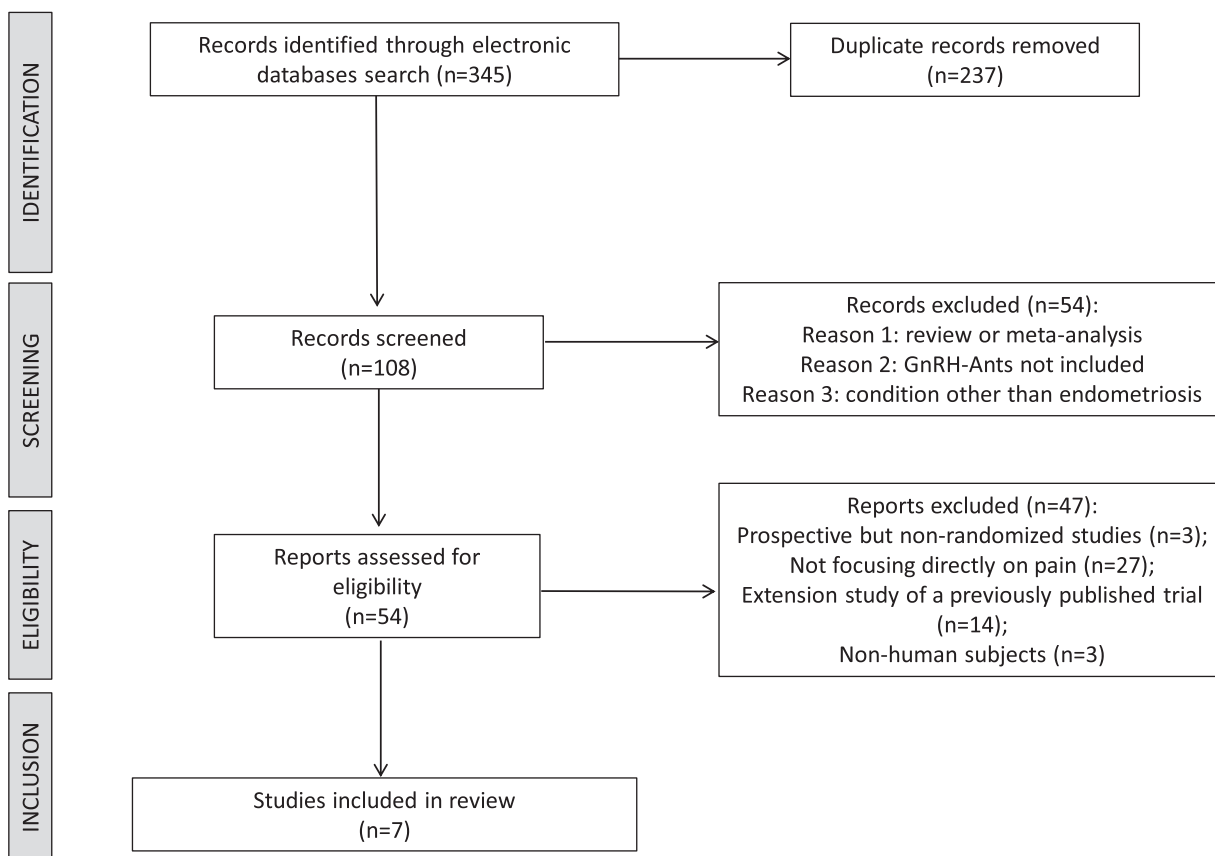 IDENTIFICATION
Records identified through electronic
databases search (n=345)
Duplicate records removed
(n=237)
SCREENING
Records screened
(n=108)
Records excluded (n=54):
Reason 1: review or meta-analysis
Reason 2: GnRH-Ants not included
Reason 3: condition other than endometriosis
ELIGIBILITY
Reports assessed for
eligibility
(n=54)
Reports excluded (n=47):
Prospective but non-randomized studies (n=3);
Not focusing directly on pain (n=27);
Extension study of a previously published trial
(n=14);
Non-human subjects (n=3)
INCLUSION
Studies included in review
(n=7)